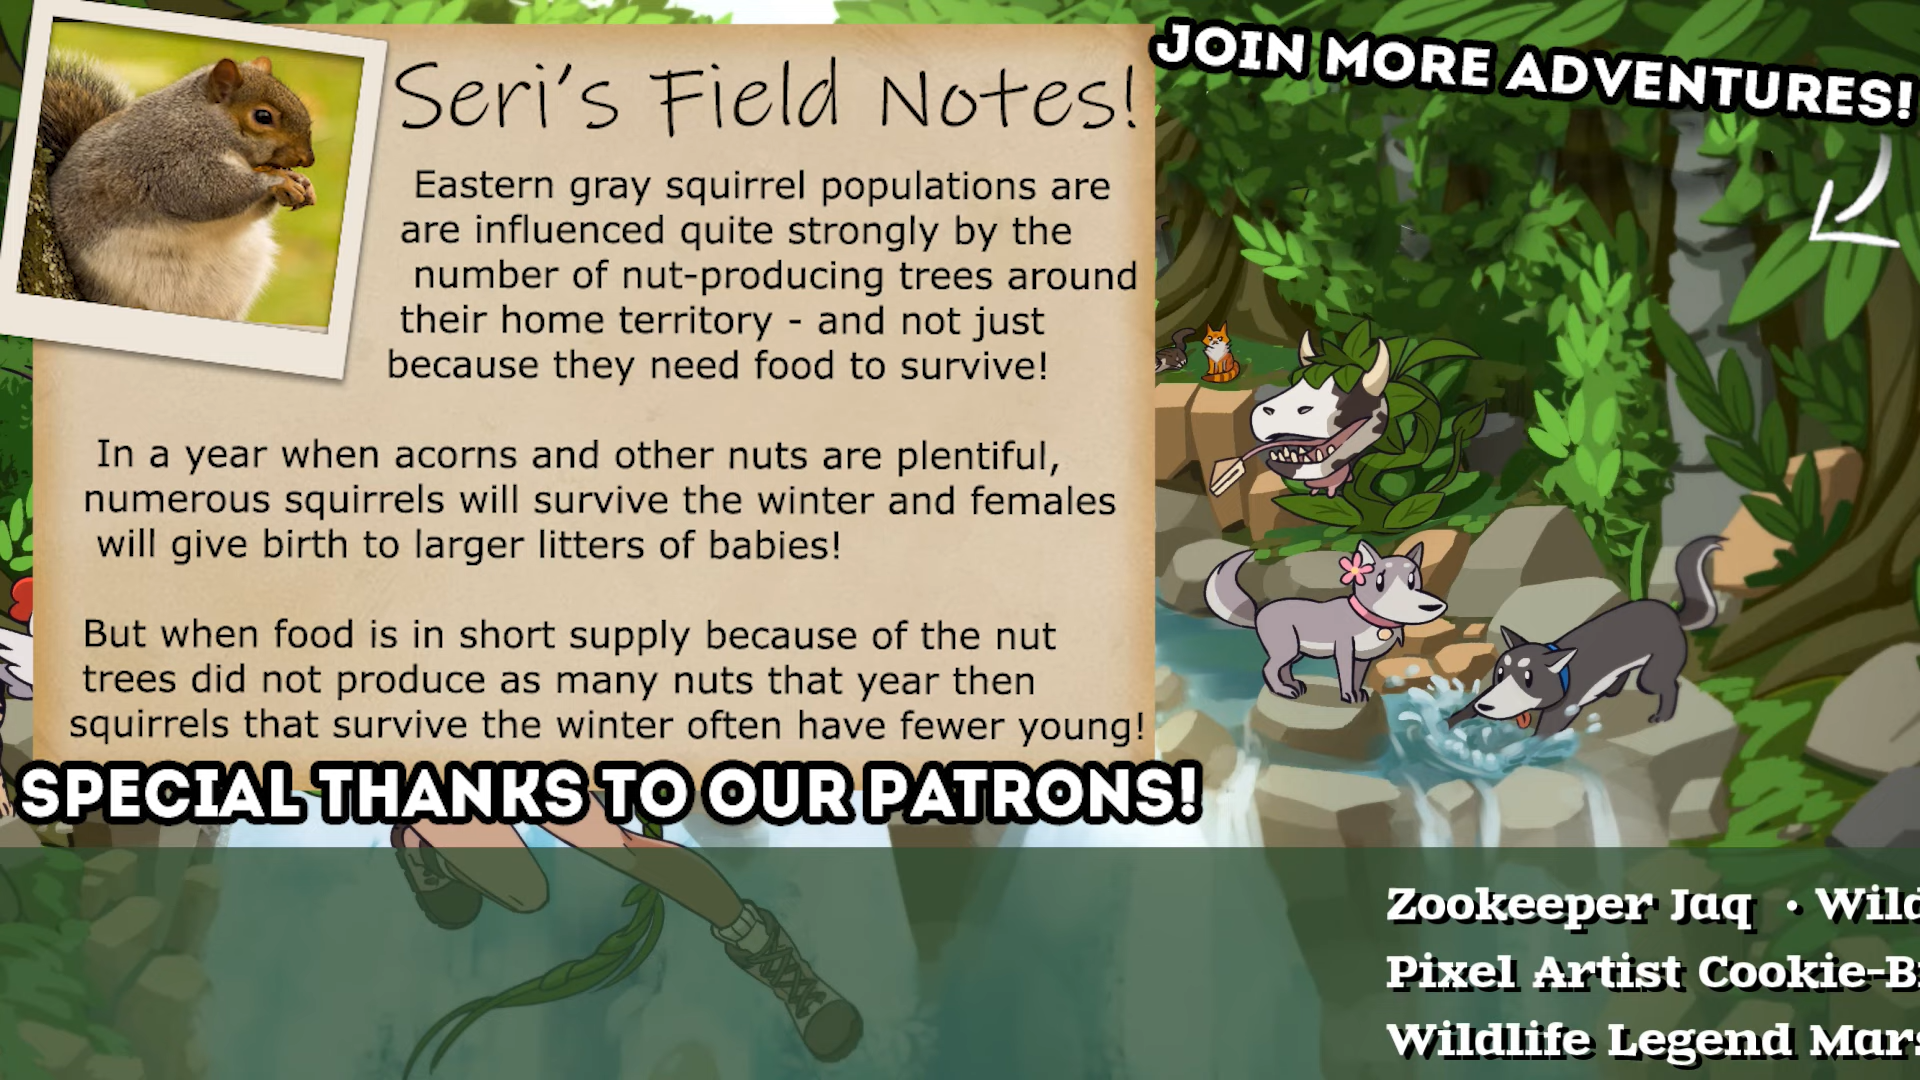 Seri's Field Notes!
JOIN MORE ADVENTURES!
Eastern gray squirrel populations are
are influenced quite strongly by the
number of nut-producing trees around
their home territory - and not just
because they need food to survive!
In a year when acorns and other nuts are plentiful,
numerous squirrels will survive the winter and females
will give birth to larger litters of babies!
But when food is in short supply because of the nut
trees did not produce as many nuts that year then
squirrels that survive the winter often have fewer young!
SPECIAL THANKS TO OUR PATRONS!
Zookeeper Jaq •
Pixel Artist
Wildlife Legend